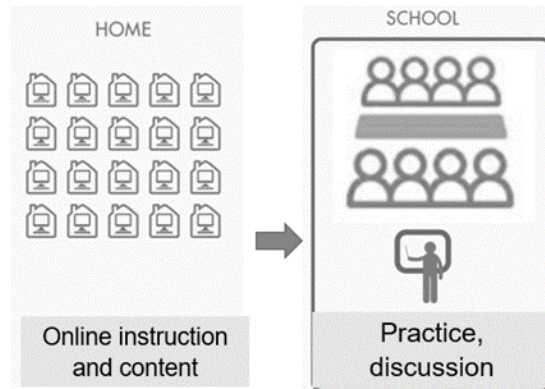 HOME
Online instruction
and content
SCHOOL
Practice,
discussion